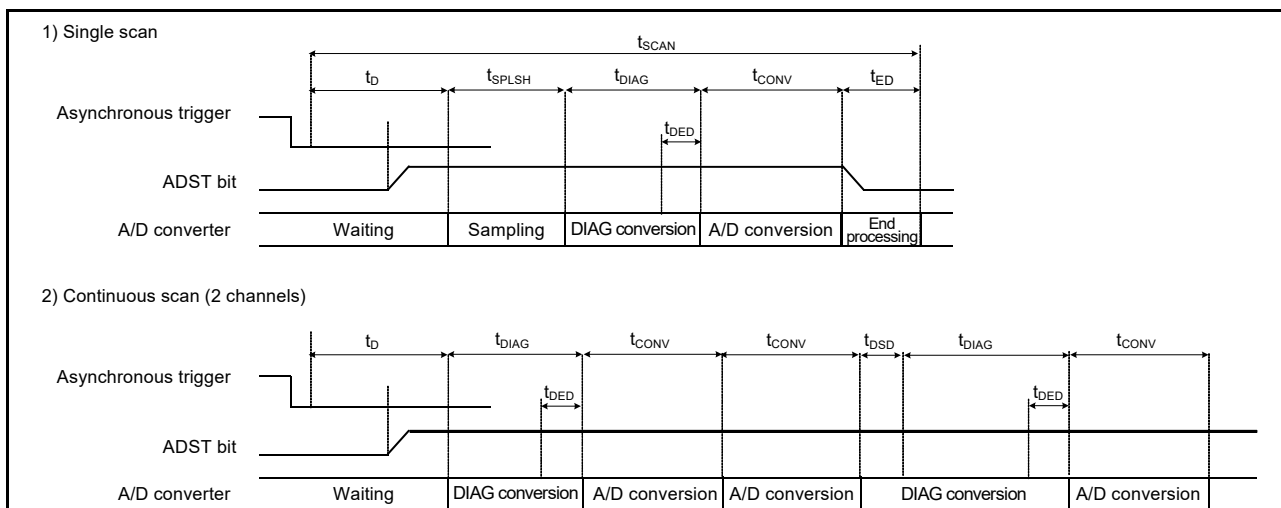 1) Single scan
tSCAN
tD tSPLSH tDIAG tCONV tED
Asynchronous trigger
tDED
ADST bit
A/D converter Waiting Sampling DIAG conversion A/D conversion End processing
2) Continuous scan (2 channels)
tD tDIAG tCONV tCONV tDSD tDIAG tCONV
Asynchronous trigger
tDED tDED
ADST bit
A/D converter Waiting DIAG conversion A/D conversion A/D conversion DIAG conversion A/D conversion